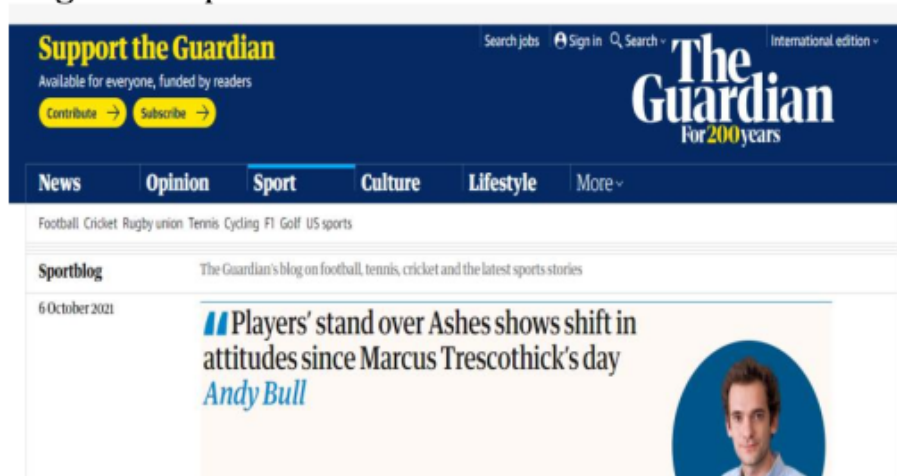 Support the Guardian
Available for everyone, funded by readers
Contribute → Subscribe →
Search jobs Sign in Search International edition
The
Guardian
For 200 years
News Opinion Sport Culture Lifestyle More
Football Cricket Rugby union Tennis Cycling F1 Golf US sports
Sportblog The Guardian's blog on football, tennis, cricket and the latest sports stories
6 October 2021
Players' stand over Ashes shows shift in
attitudes since Marcus Trescothick's day
Andy Bull